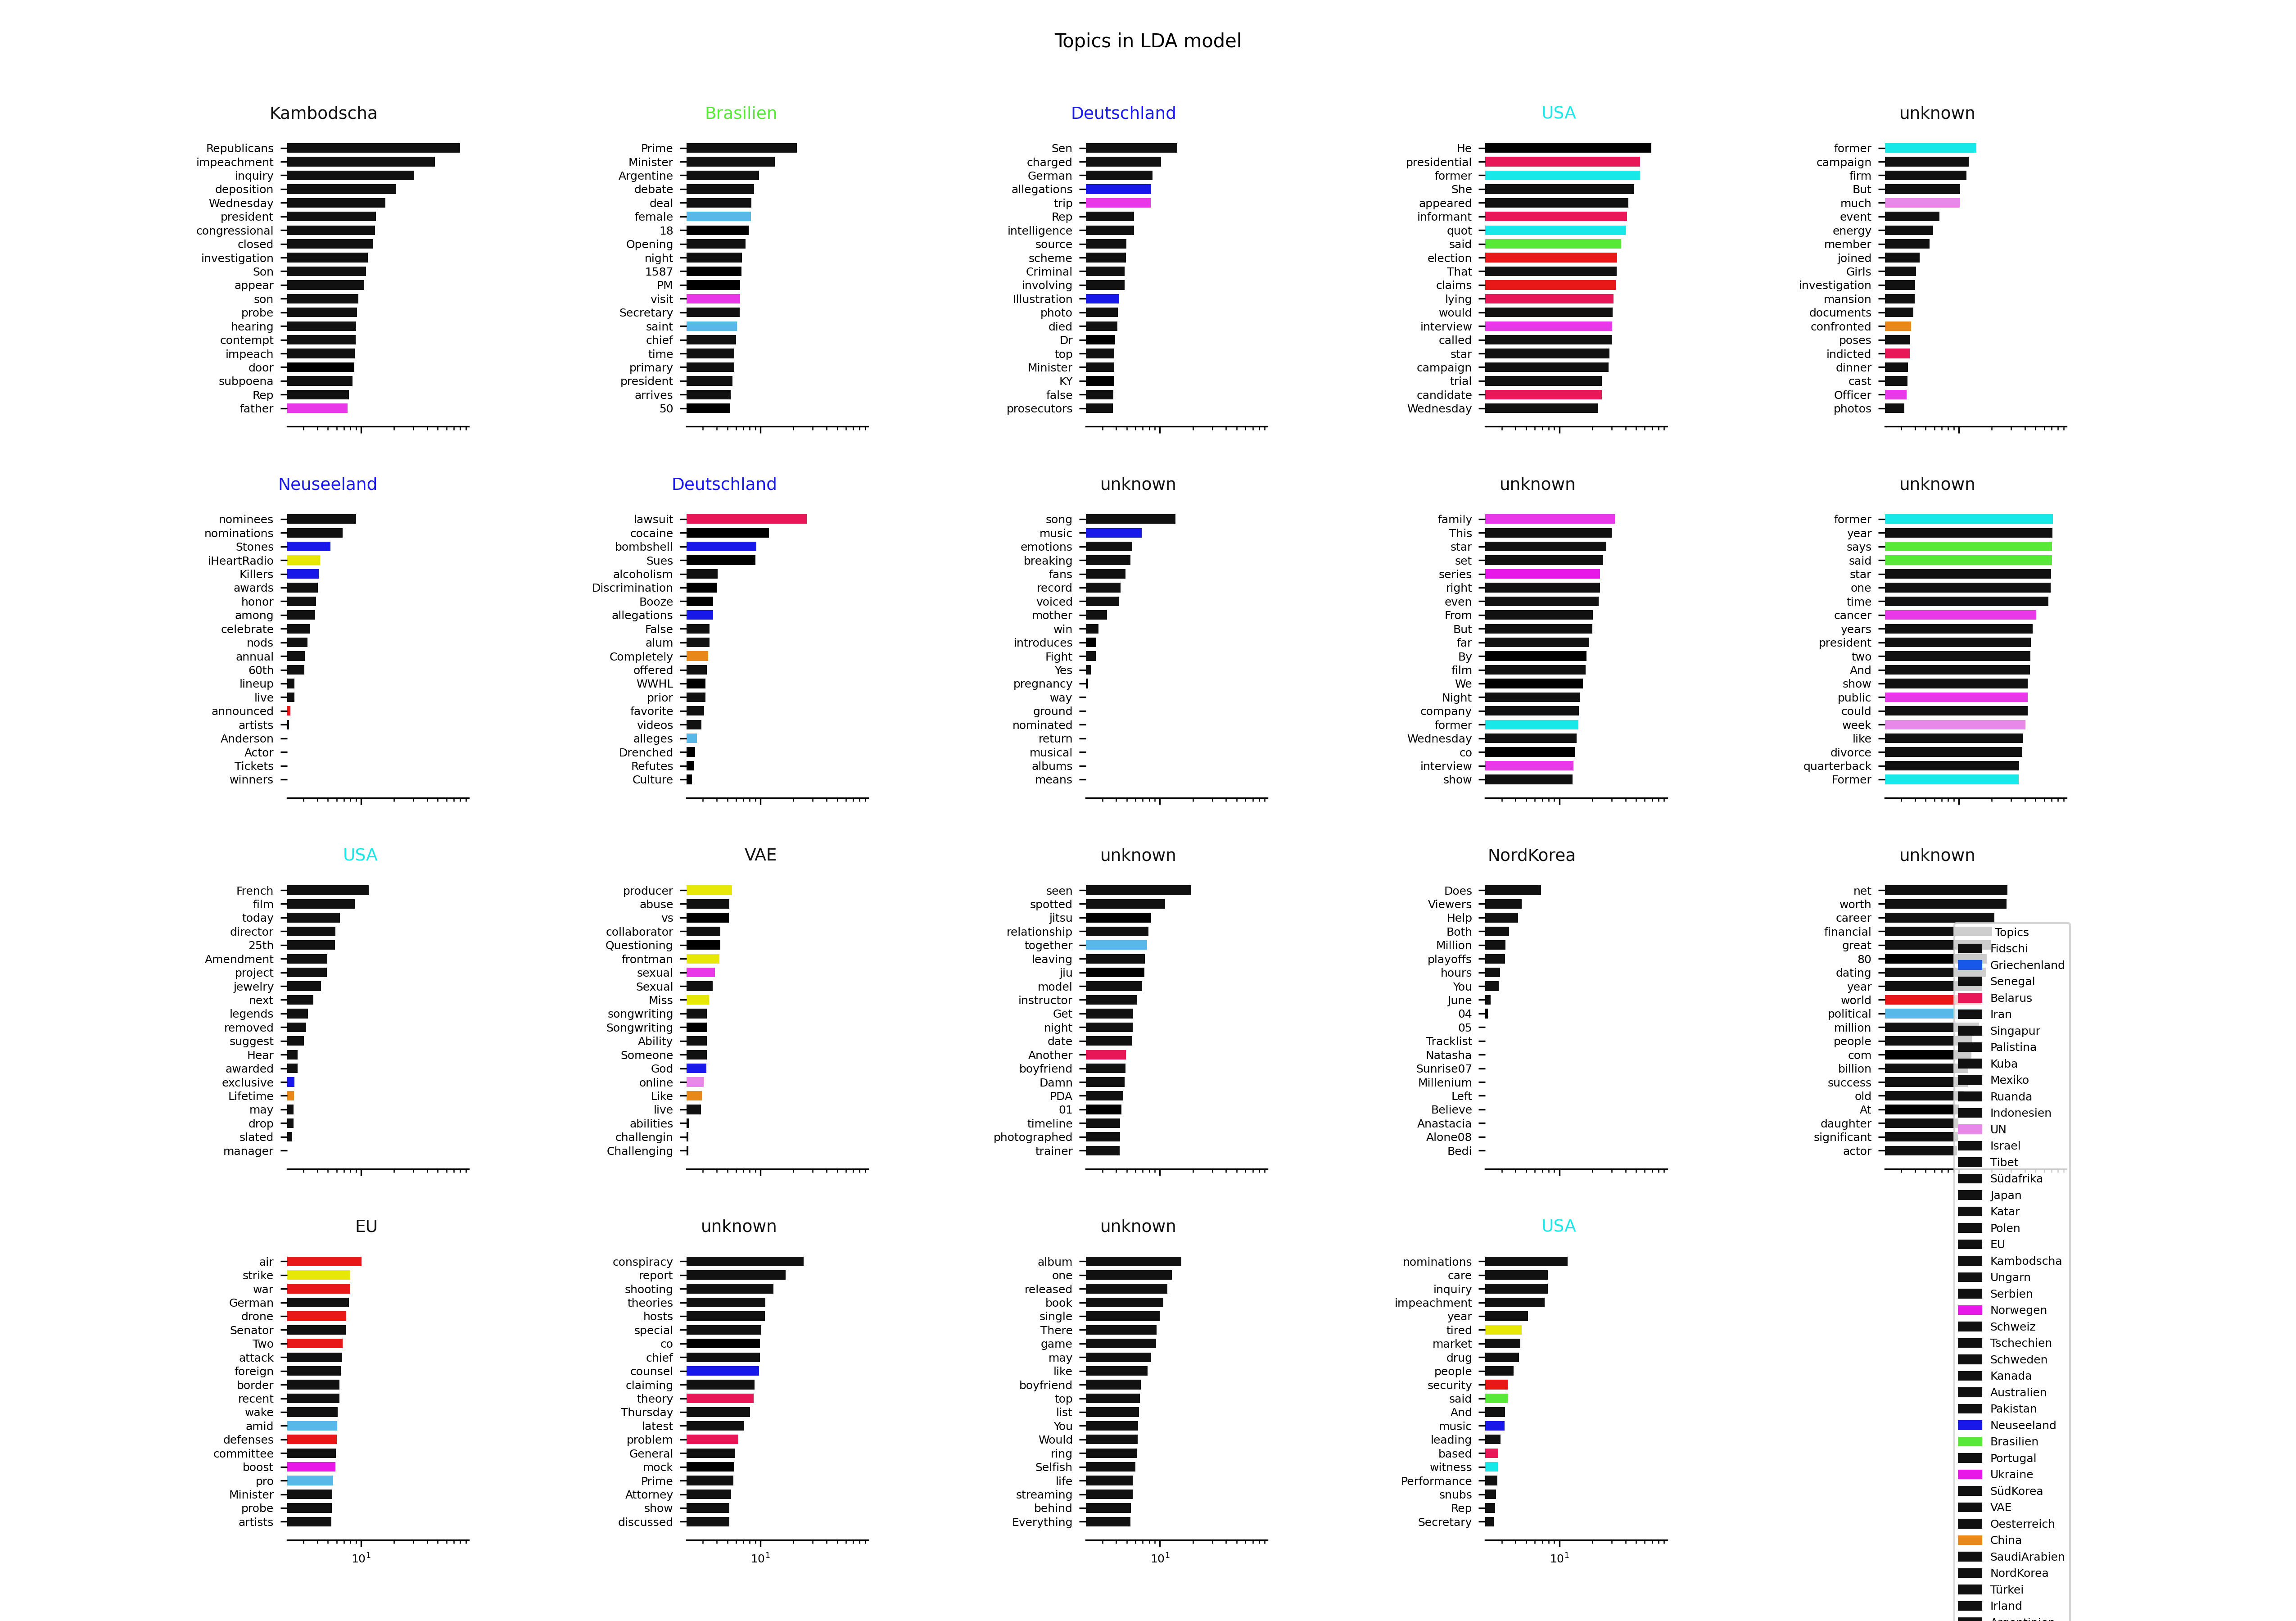 Topics in LDA model
Kambodscha
Republicans
impeachment
inquiry
deposition
Wednesday
president
congressional
closed
investigation
Son
appear
son
probe
hearing
contempt
impeach
door
subpoena
Rep
father
Brasilien
Prime
Minister
Argentine
debate
deal
female
18
Opening
night
1587
PM
visit
Secretary
saint
chief
time
primary
president
arrives
50
Deutschland
Sen
charged
German
allegations
trip
Rep
intelligence
source
scheme
Criminal
involving
Illustration
photo
died
Dr
top
Minister
KY
false
prosecutors
USA
He
presidential
former
She
appeared
informant
quot
said
election
That
claims
lying
would
interview
called
star
campaign
trial
candidate
Wednesday
unknown
former
campaign
firm
But
much
event
energy
member
joined
Girls
investigation
mansion
documents
confronted
poses
indicted
dinner
cast
Officer
photos
Neuseeland
nominees
nominations
Stones
iHeartRadio
Killers
awards
honor
among
celebrate
nods
annual
60th
lineup
live
announced
artists
Anderson
Actor
Tickets
winners
Deutschland
lawsuit
cocaine
bombshell
Sues
alcoholism
Discrimination
Booze
allegations
False
alum
Completely
offered
WWHL
prior
favorite
videos
alleges
Drenched
Refutes
Culture
unknown
song
music
emotions
breaking
fans
record
voiced
mother
win
introduces
Fight
Yes
pregnancy
way
ground
nominated
return
musical
albums
means
unknown
family
This
star
set
series
right
even
From
But
far
By
film
We
Night
company
former
Wednesday
co
interview
show
unknown
former
year
says
said
star
one
time
cancer
years
president
two
And
show
public
could
week
like
divorce
quarterback
Former
USA
French
film
today
director
25th
Amendment
project
jewelry
next
legends
removed
suggest
Hear
awarded
exclusive
Lifetime
may
drop
slated
manager
VAE
producer
abuse
vs
collaborator
Questioning
frontman
sexual
Sexual
Miss
songwriting
Songwriting
Ability
Someone
God
online
Like
live
abilities
challengin
Challenging
unknown
seen
spotted
jitsu
relationship
together
leaving
jiu
model
instructor
Get
night
date
Another
boyfriend
Damn
PDA
01
timeline
photographed
trainer
NordKorea
Does
Viewers
Help
Both
Million
playoffs
hours
You
June
04
05
Tracklist
Natasha
Sunrise07
Millenium
Left
Believe
Anastacia
Alone08
Bedi
unknown
net
worth
career
financial
great
80
dating
year
world
political
million
people
com
billion
success
old
At
daughter
significant
actor
EU
air
strike
war
German
drone
Senator
Two
attack
foreign
border
recent
wake
amid
defenses
committee
boost
pro
Minister
probe
artists
10¹
unknown
conspiracy
report
shooting
theories
hosts
special
co
chief
counsel
claiming
theory
Thursday
latest
problem
General
mock
Prime
Attorney
show
discussed
10¹
unknown
album
one
released
book
single
There
game
may
like
boyfriend
top
list
You
Would
ring
Selfish
life
streaming
behind
Everything
10¹
USA
nominations
care
inquiry
impeachment
year
tired
market
drug
people
security
said
And
music
leading
based
witness
Performance
snubs
Rep
Secretary
10¹
Topics
Fidschi
Griechenland
Senegal
Belarus
Iran
Singapur
Palistina
Kuba
Mexiko
Ruanda
Indonesien
UN
Israel
Tibet
Südafrika
Japan
Katar
Polen
EU
Kambodscha
Ungarn
Serbien
Norwegen
Schweiz
Tschechien
Schweden
Kanada
Australien
Pakistan
Neuseeland
Brasilien
Portugal
Ukraine
SüdKorea
VAE
Oesterreich
China
SaudiArabien
NordKorea
Türkei
Irland